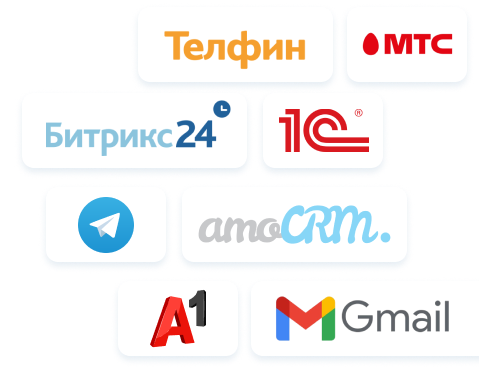 Телфин
МТС
Битрикс24
1С®
amoCRM.
A1
Gmail